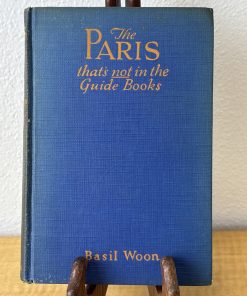 The
PARIS
that's not in the
Guide Books
Basil Woon